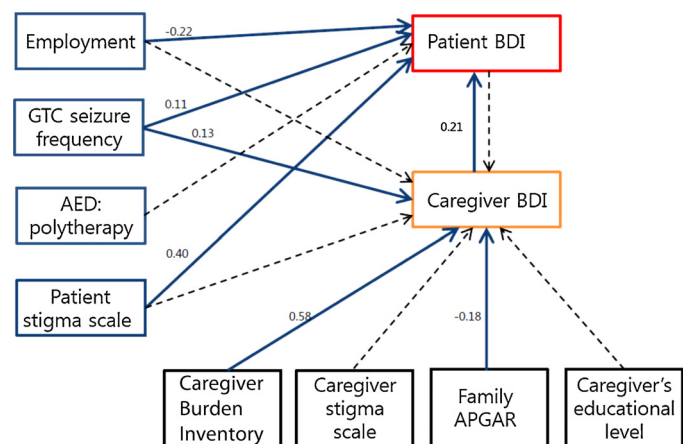 Employment
-0.22
Patient BDI
GTC seizure
frequency
0.11
0.13
0.21
AED:
polytherapy
Caregiver BDI
Patient
stigma scale
0.40
0.58
-0.18
Caregiver
Burden
Inventory
Caregiver
stigma
scale
Family
APGAR
Caregiver's
educational
level